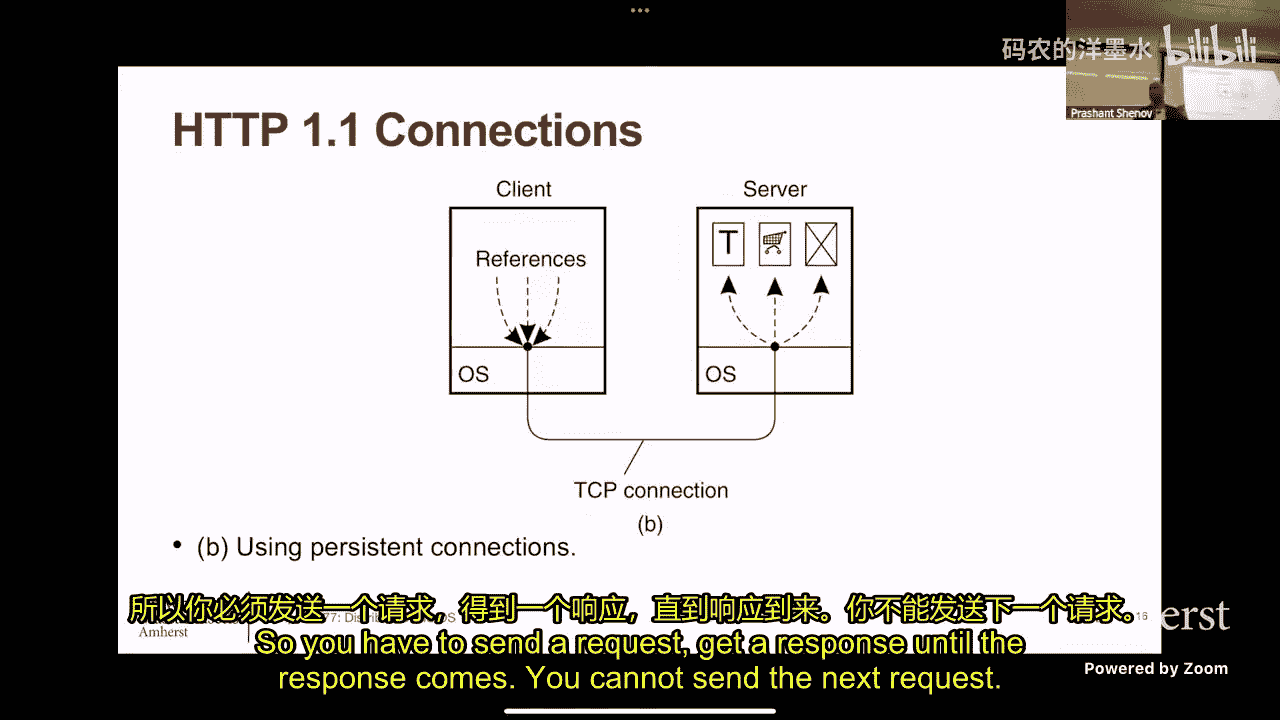 码农的洋墨水 bilibili
Prashant Shenoy
HTTP 1.1 Connections
Client
Server
References
T
OS
OS
TCP connection
(b)
• (b) Using persistent connections.
所以你必须发送一个请求，得到一个响应，直到响应到来。你不能发送下一个请求。
16
Amherst
erst
So you have to send a request, get a response until the
response comes. You cannot send the next request.
Powered by Zoom